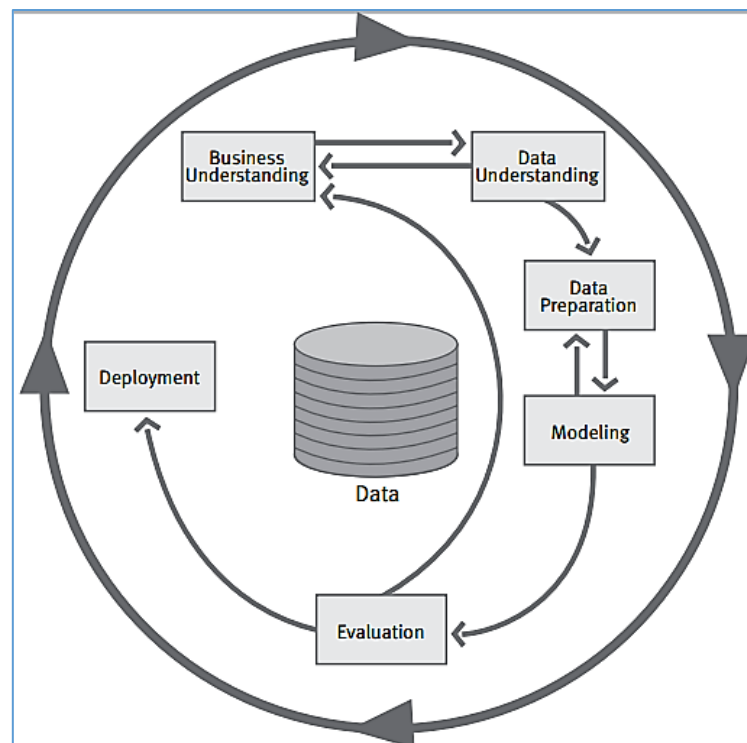 Business
Understanding
Data
Understanding
Data
Preparation
Deployment
Modeling
Data
Evaluation